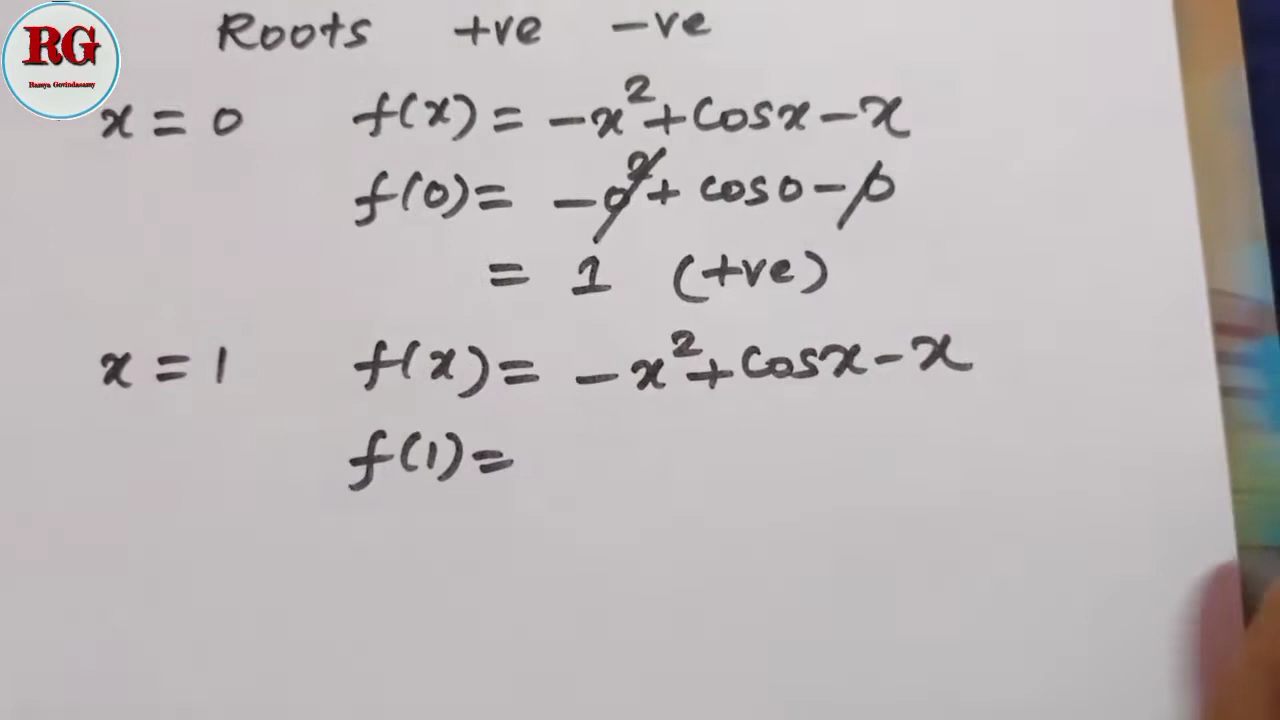 RG
Ramya Govindasamy
Roots +ve -ve
x = 0 f(x) = -x² + cosx - x
f(0) = -0² + cos0 - 0
= 1 (+ve)
x = 1 f(x) = -x² + cosx - x
f(1) =